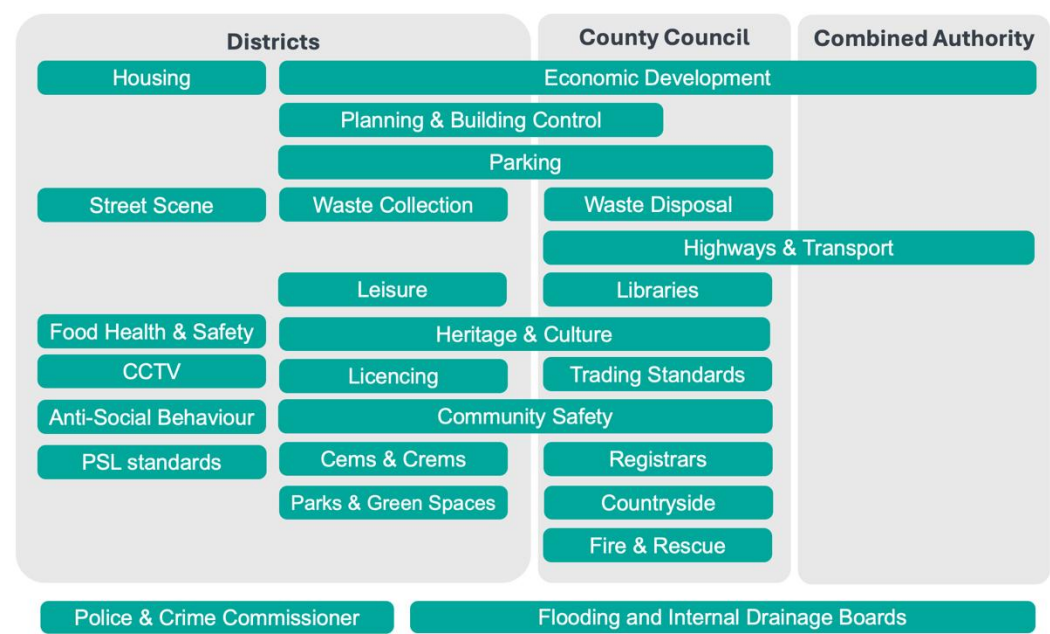 Districts
County Council
Combined Authority
Housing
Economic Development
Planning & Building Control
Parking
Street Scene
Waste Collection
Waste Disposal
Highways & Transport
Leisure
Libraries
Food Health & Safety
Heritage & Culture
CCTV
Licencing
Trading Standards
Anti-Social Behaviour
Community Safety
PSL standards
Cems & Crems
Registrars
Parks & Green Spaces
Countryside
Fire & Rescue
Police & Crime Commissioner
Flooding and Internal Drainage Boards